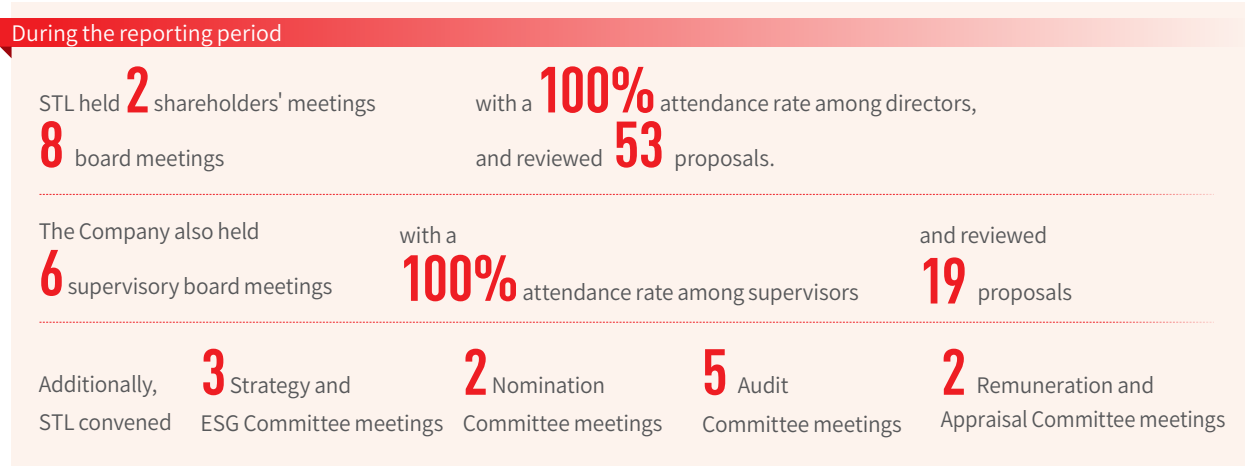 During the reporting period
STL held 2 shareholders' meetings
8 board meetings
with a 100% attendance rate among directors,
and reviewed 53 proposals.
The Company also held
6 supervisory board meetings
with a
100% attendance rate among supervisors
and reviewed
19 proposals
Additionally,
STL convened
3 Strategy and
ESG Committee meetings
2 Nomination
Committee meetings
5 Audit
Committee meetings
2 Remuneration and
Appraisal Committee meetings